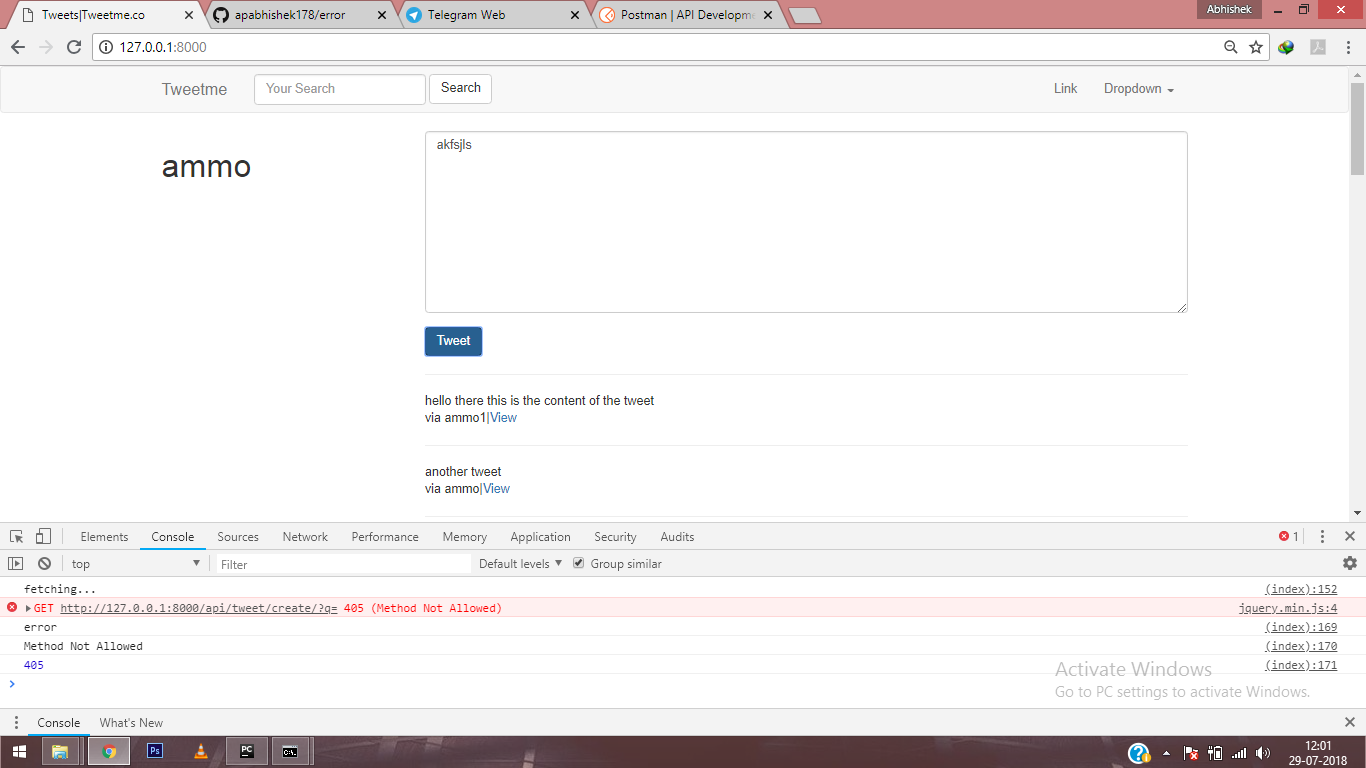 Tweets|Tweetme.co
apabhishek178/error
Telegram Web
Postman | API Developme
Abhishek
127.0.0.1:8000
Tweetme
Your Search
Search
Link
Dropdown
ammo
akfsjls
Tweet
hello there this is the content of the tweet
via ammo1|View
another tweet
via ammo|View
Elements
Console
Sources
Network
Performance
Memory
Application
Security
Audits
1
top
Filter
Default levels
Group similar
fetching... (index):152
GET http://127.0.0.1:8000/api/tweet/create/?q= 405 (Method Not Allowed) jquery.min.js:4
error (index):169
Method Not Allowed (index):170
405 (index):171
Activate Windows
Go to PC settings to activate Windows.
Console
What's New
Ps
PC
C:\.
12:01
29-07-2018